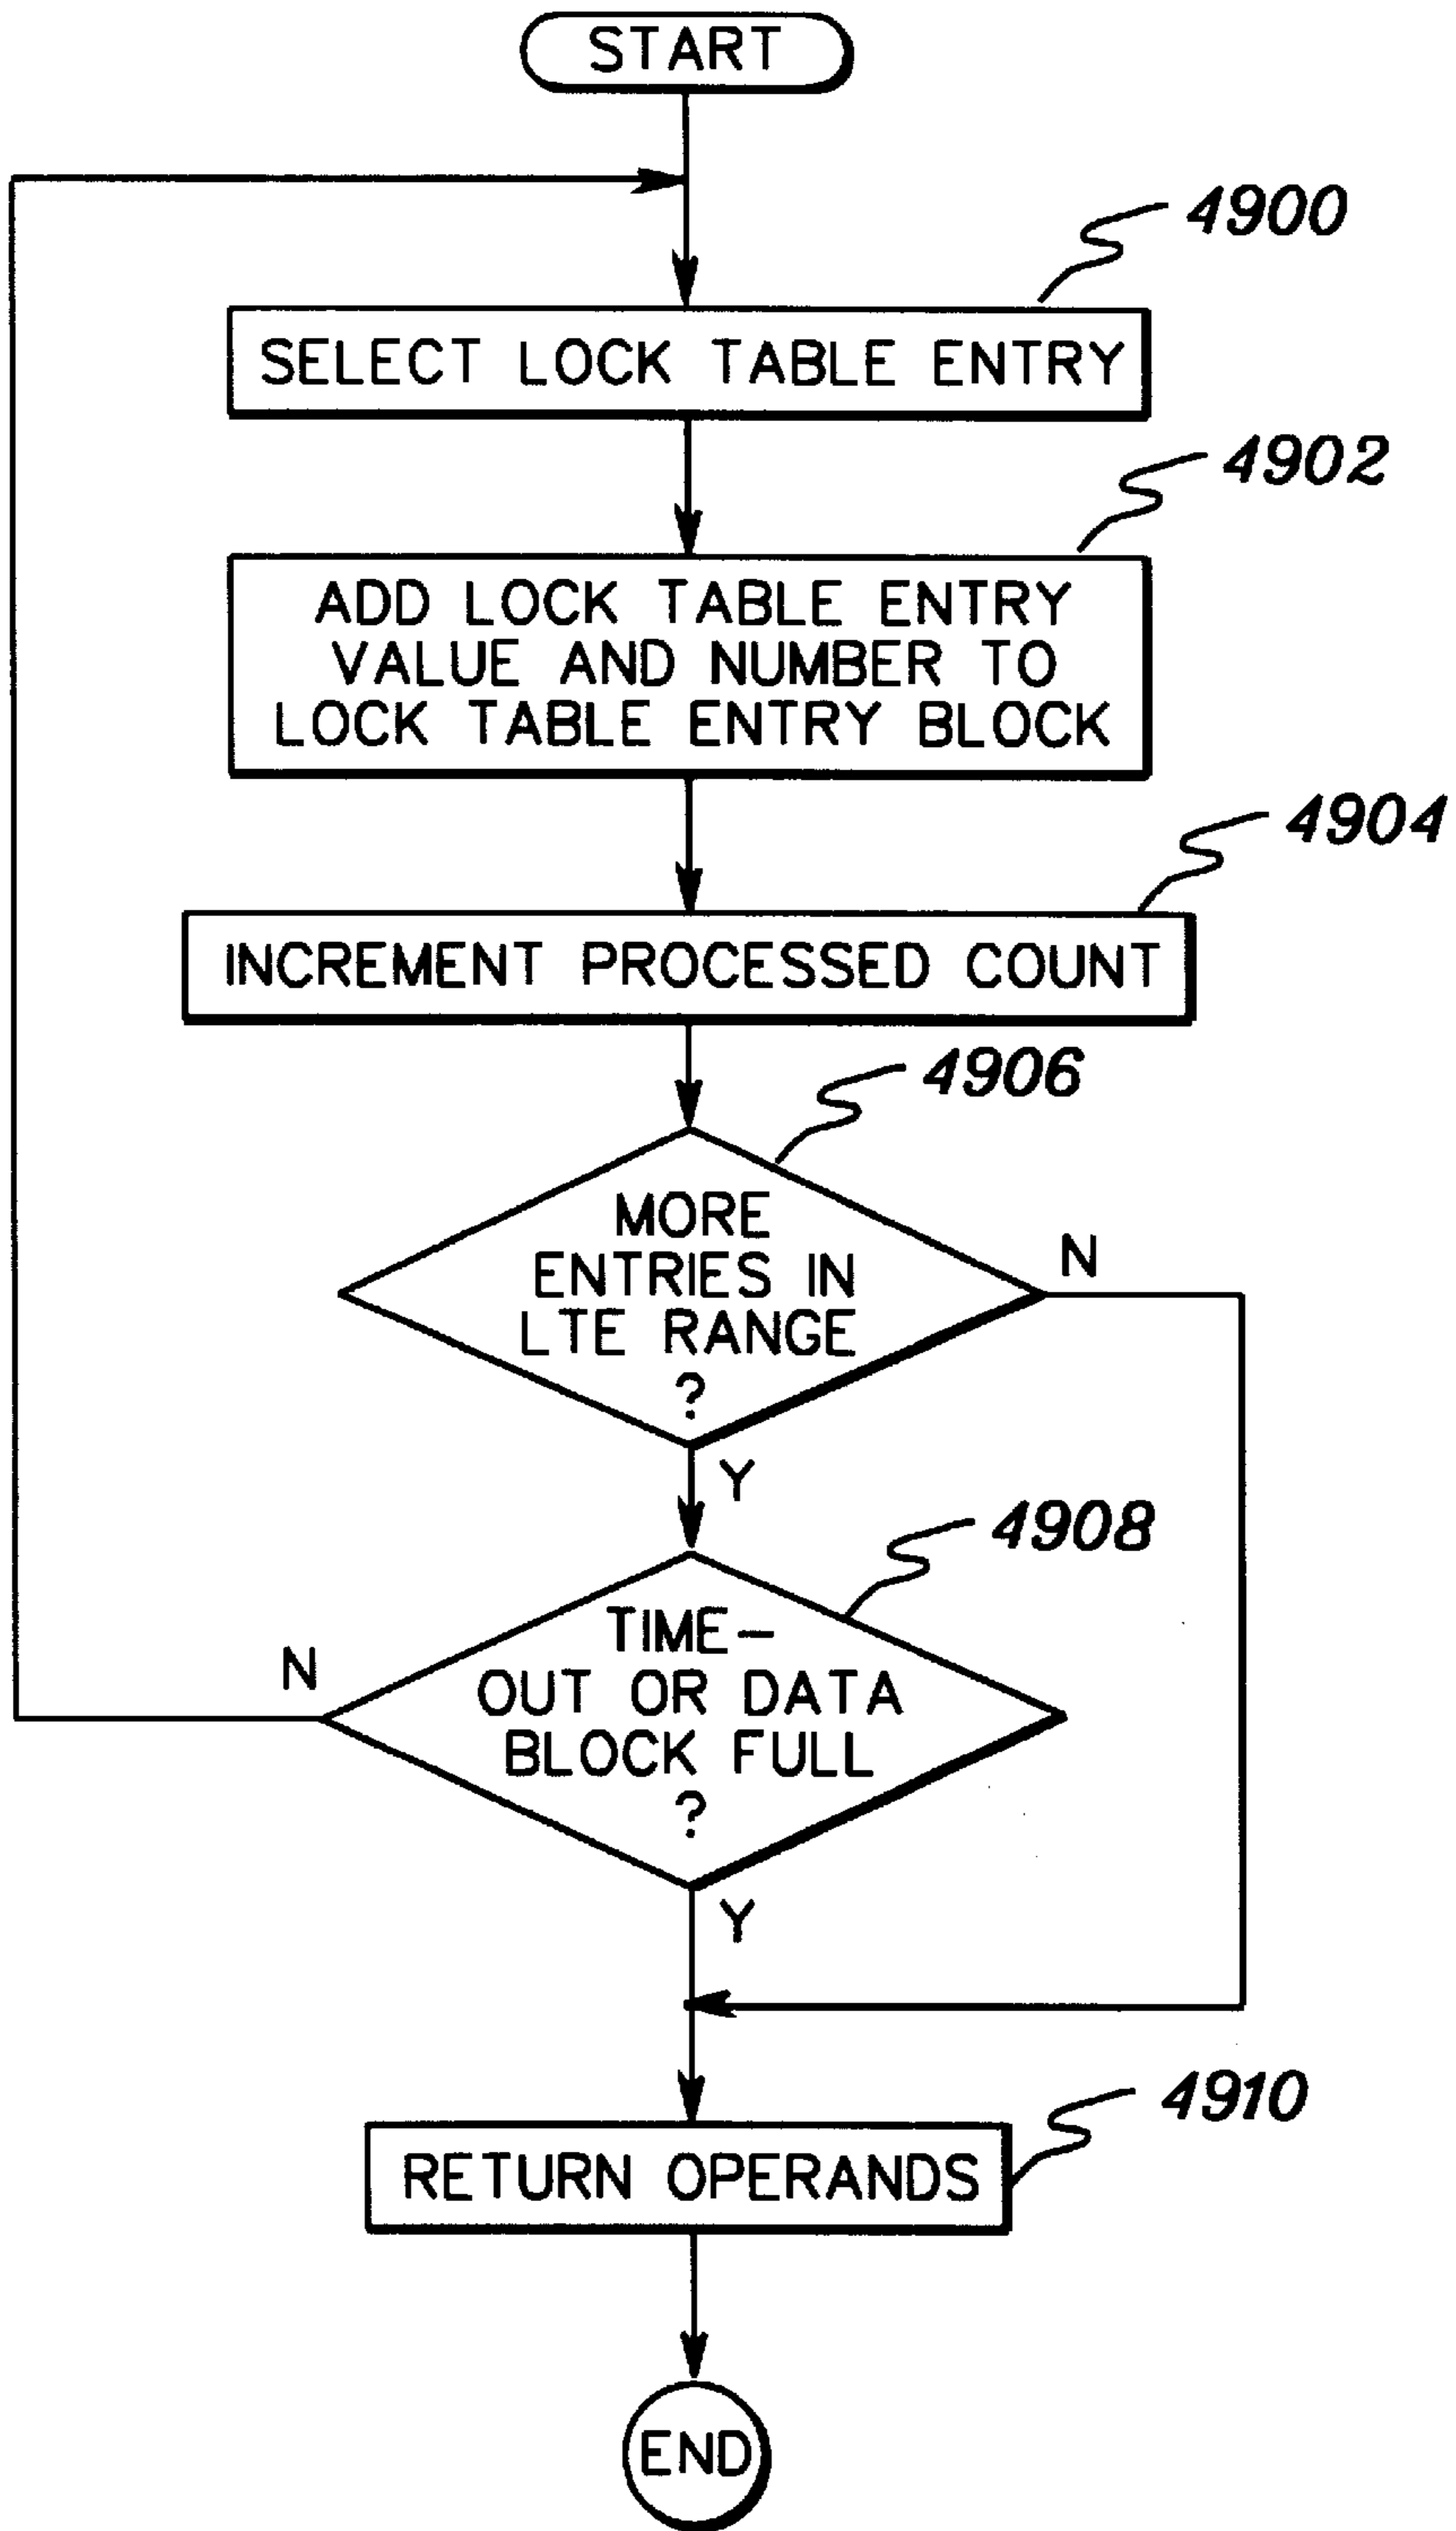 START
4900
SELECT LOCK TABLE ENTRY
4902
ADD LOCK TABLE ENTRY
VALUE AND NUMBER TO
LOCK TABLE ENTRY BLOCK
4904
INCREMENT PROCESSED COUNT
4906
MORE
ENTRIES IN
LTE RANGE
?
N
Y
4908
TIME-
OUT OR DATA
BLOCK FULL
?
N
Y
4910
RETURN OPERANDS
END